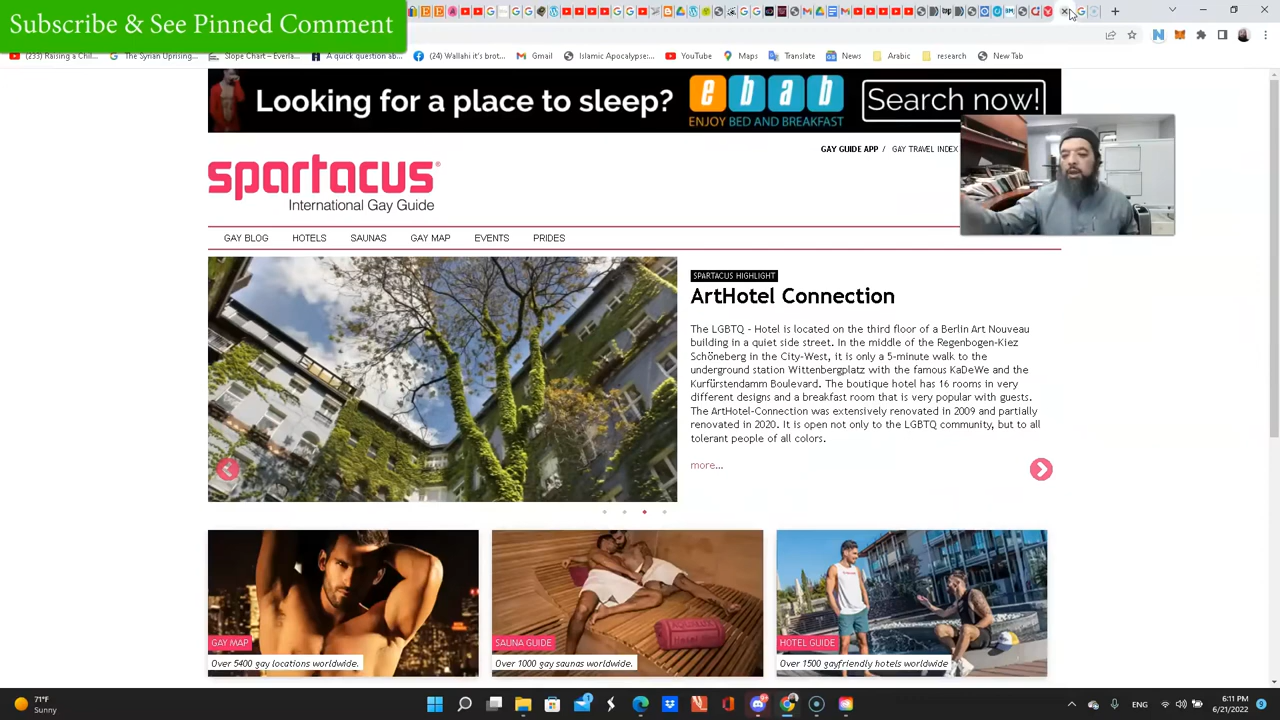 Subscribe & See Pinned Comment
(233) Raising a Chil...
The Syrian Uprising...
Slope Chart – Everla...
A quick question ab...
(24) Wallahi it's brot...
Gmail
Islamic Apocalypse:...
YouTube
Maps
Translate
News
Arabic
research
New Tab
Looking for a place to sleep?
ebab
ENJOY BED AND BREAKFAST
Search now!
GAY GUIDE APP / GAY TRAVEL INDEX
spartacus®
International Gay Guide
GAY BLOG
HOTELS
SAUNAS
GAY MAP
EVENTS
PRIDES
SPARTACUS HIGHLIGHT
ArtHotel Connection
The LGBTQ - Hotel is located on the third floor of a Berlin Art Nouveau
building in a quiet side street. In the middle of the Regenbogen-Kiez
Schöneberg in the City-West, it is only a 5-minute walk to the
underground station Wittenbergplatz with the famous KaDeWe and the
Kurfürstendamm Boulevard. The boutique hotel has 16 rooms in very
different designs and a breakfast room that is very popular with guests.
The ArtHotel-Connection was extensively renovated in 2009 and partially
renovated in 2020. It is open not only to the LGBTQ community, but to all
tolerant people of all colors.
more...
GAY MAP
Over 5400 gay locations worldwide.
SAUNA GUIDE
Over 1000 gay saunas worldwide.
HOTEL GUIDE
Over 1500 gayfriendly hotels worldwide
71°F
Sunny
ENG
6:11 PM
6/21/2022